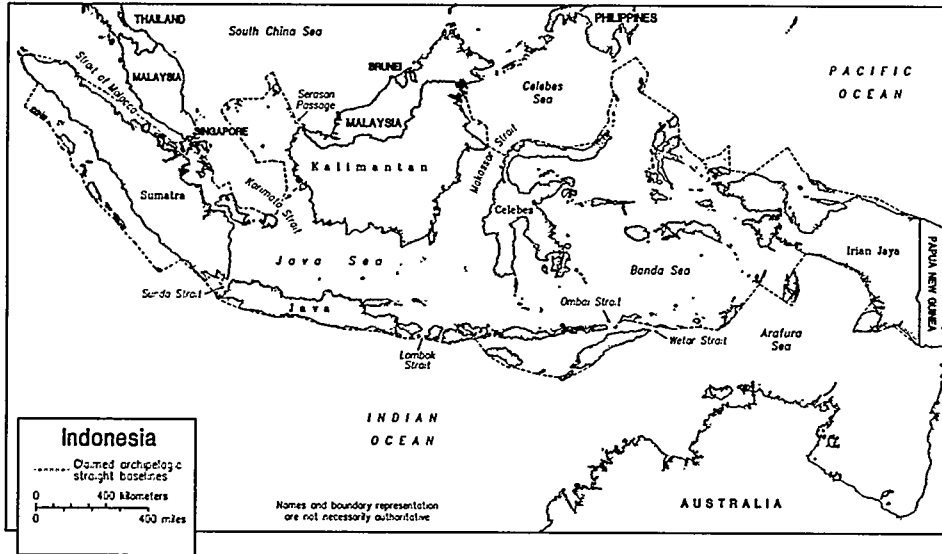 THAILAND
South China Sea
PHILIPPINES
PACIFIC
OCEAN
MALAYSIA
Strait of Malacca
BRUNEI
Celebes
Sea
Serasan
Passage
SINGAPORE
MALAYSIA
Kalimantan
Makassar Strait
Sumatra
Karimata Strait
Celebes
Irian Jaya
PAPUA NEW GUINEA
Java Sea
Banda Sea
Sunda Strait
Java
Ombai Strait
Wetar Strait
Arafura
Sea
Lombok
Strait
INDIAN
OCEAN
Indonesia
Claimed archipelagic
straight baselines
0 400 kilometers
0 400 miles
Names and boundary representation
are not necessarily authoritative
AUSTRALIA